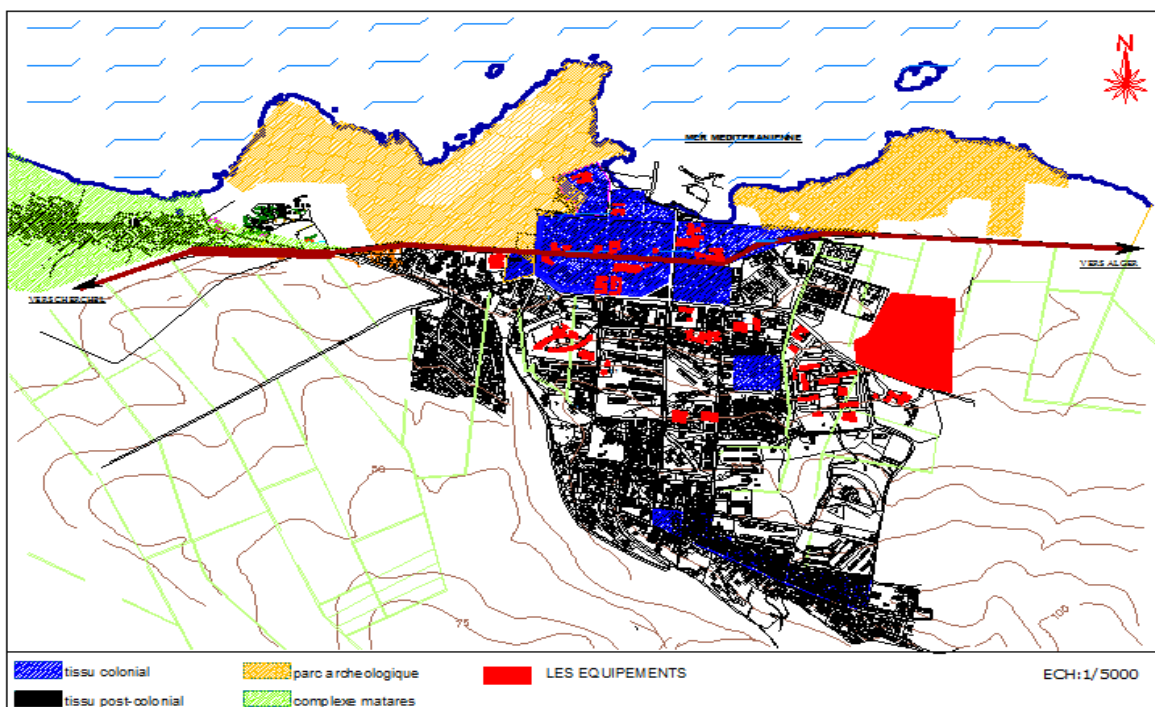 N
MER MEDITERANIENNE
VERS ALGER
VERS CHERCHEL
50
75
100
tissu colonial
parc archeologique
LES EQUIPEMENTS
ECH:1/5000
tissu post-colonial
complexe matares